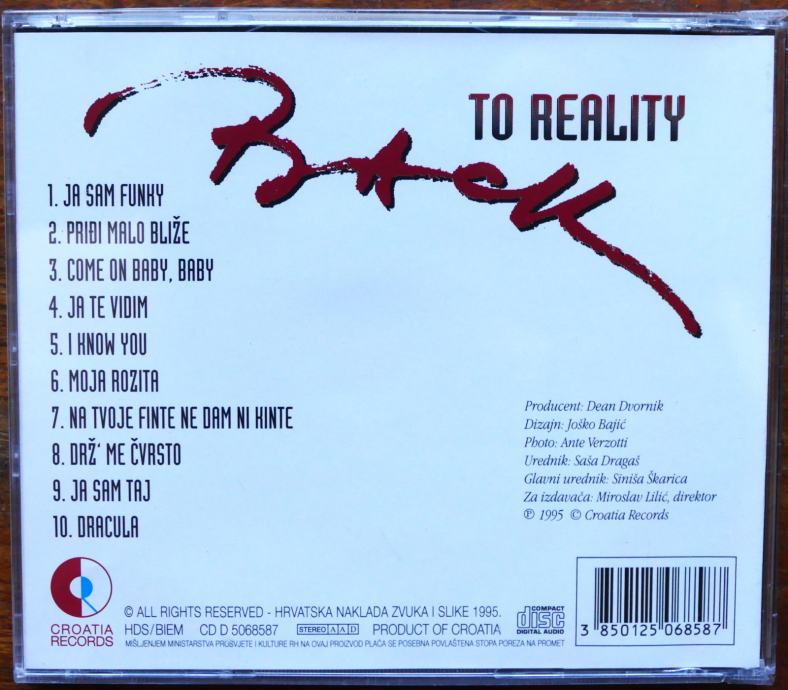 BACK
TO REALITY
1. JA SAM FUNKY
2. PRIĐI MALO BLIŽE
3. COME ON BABY, BABY
4. JA TE VIDIM
5. I KNOW YOU
6. MOJA ROZITA
7. NA TVOJE FINTE NE DAM NI KINTE
8. DRŽ' ME ČVRSTO
9. JA SAM TAJ
10. DRACULA
Producent: Dean Dvornik
Dizajn: Joško Bajić
Photo: Ante Verzotti
Urednik: Saša Dragaš
Glavni urednik: Siniša Škarica
Za izdavača: Miroslav Lilić, direktor
℗ 1995 © Croatia Records
CROATIA
RECORDS
© ALL RIGHTS RESERVED - HRVATSKA NAKLADA ZVUKA I SLIKE 1995.
HDS/BIEM CD D 5068587 STEREO A A D PRODUCT OF CROATIA
MIŠLJENJEM MINISTARSTVA PROSVJETE I KULTURE RH NA OVAJ PROIZVOD PLAĆA SE POSEBNA POVLAŠTENA STOPA POREZA NA PROMET
COMPACT
disc
DIGITAL AUDIO
3 850125 068587